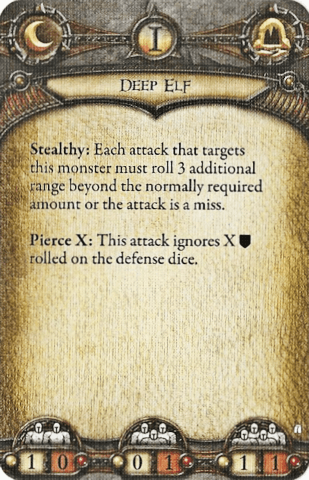 I
DEEP ELF
Stealthy: Each attack that targets
this monster must roll 3 additional
range beyond the normally required
amount or the attack is a miss.
Pierce X: This attack ignores X
rolled on the defense dice.
1 0 0 1 1 1